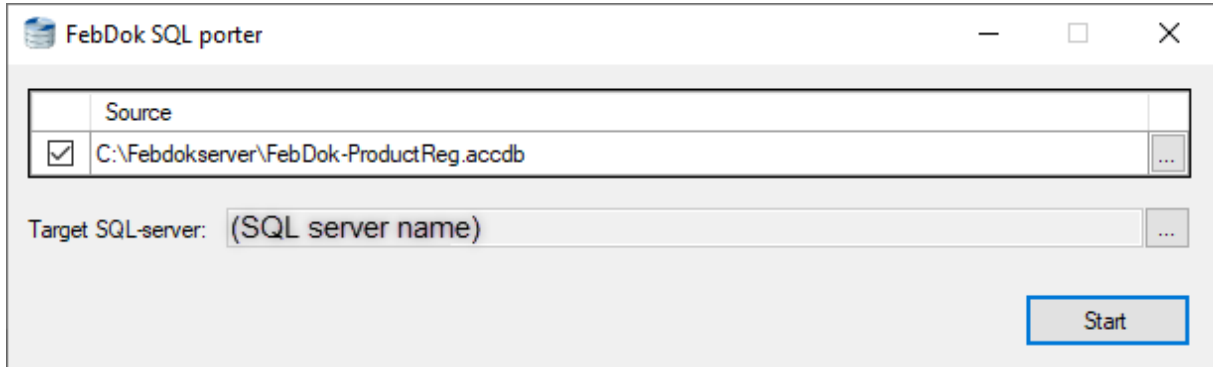 FebDok SQL porter
Source
C:\Febdokserver\FebDok-ProductReg.accdb ...
Target SQL-server: (SQL server name) ...
Start